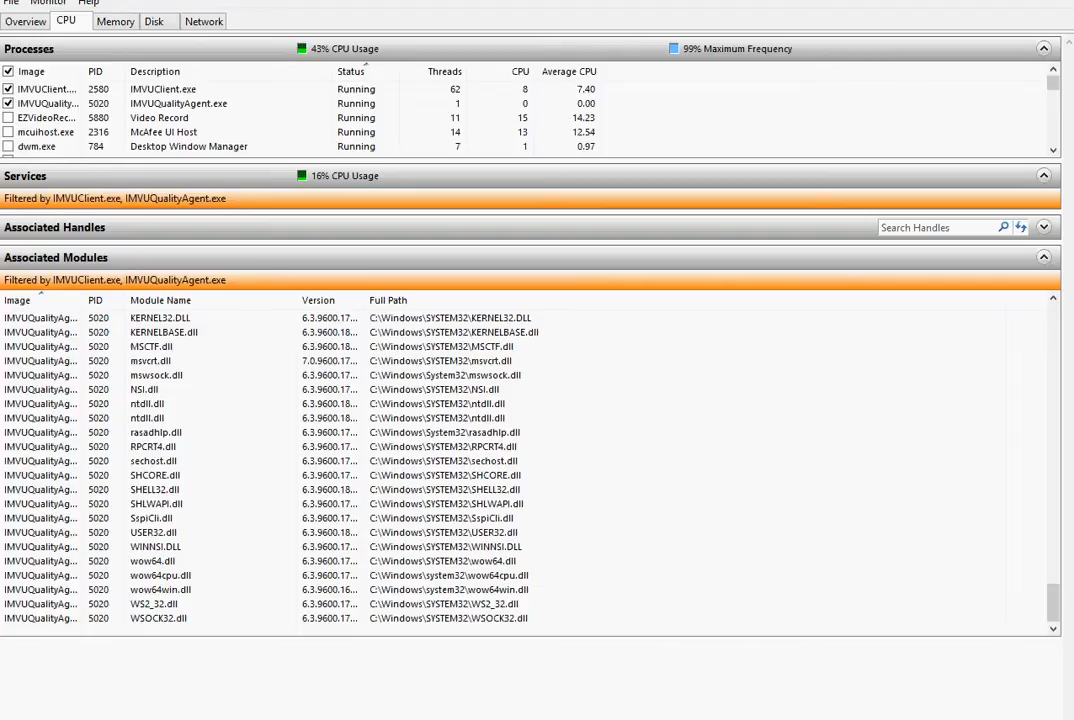 File Monitor Help
Overview CPU Memory Disk Network
Processes 43% CPU Usage 99% Maximum Frequency
Image PID Description Status Threads CPU Average CPU
IMVUClient.... 2580 IMVUClient.exe Running 62 8 7.40
IMVUQuality... 5020 IMVUQualityAgent.exe Running 1 0 0.00
EZVideoRec... 5880 Video Record Running 11 15 14.23
mcuihost.exe 2316 McAfee UI Host Running 14 13 12.54
dwm.exe 784 Desktop Window Manager Running 7 1 0.97
Services 16% CPU Usage
Filtered by IMVUClient.exe, IMVUQualityAgent.exe
Associated Handles Search Handles
Associated Modules
Filtered by IMVUClient.exe, IMVUQualityAgent.exe
Image PID Module Name Version Full Path
IMVUQualityAg... 5020 KERNEL32.DLL 6.3.9600.17... C:\Windows\SYSTEM32\KERNEL32.DLL
IMVUQualityAg... 5020 KERNELBASE.dll 6.3.9600.18... C:\Windows\SYSTEM32\KERNELBASE.dll
IMVUQualityAg... 5020 MSCTF.dll 6.3.9600.18... C:\Windows\SYSTEM32\MSCTF.dll
IMVUQualityAg... 5020 msvcrt.dll 7.0.9600.17... C:\Windows\SYSTEM32\msvcrt.dll
IMVUQualityAg... 5020 mswsock.dll 6.3.9600.17... C:\Windows\System32\mswsock.dll
IMVUQualityAg... 5020 NSI.dll 6.3.9600.17... C:\Windows\SYSTEM32\NSI.dll
IMVUQualityAg... 5020 ntdll.dll 6.3.9600.18... C:\Windows\SYSTEM32\ntdll.dll
IMVUQualityAg... 5020 ntdll.dll 6.3.9600.18... C:\Windows\SYSTEM32\ntdll.dll
IMVUQualityAg... 5020 rasadhlp.dll 6.3.9600.17... C:\Windows\System32\rasadhlp.dll
IMVUQualityAg... 5020 RPCRT4.dll 6.3.9600.17... C:\Windows\SYSTEM32\RPCRT4.dll
IMVUQualityAg... 5020 sechost.dll 6.3.9600.17... C:\Windows\SYSTEM32\sechost.dll
IMVUQualityAg... 5020 SHCORE.dll 6.3.9600.17... C:\Windows\SYSTEM32\SHCORE.dll
IMVUQualityAg... 5020 SHELL32.dll 6.3.9600.18... C:\Windows\SYSTEM32\SHELL32.dll
IMVUQualityAg... 5020 SHLWAPI.dll 6.3.9600.17... C:\Windows\SYSTEM32\SHLWAPI.dll
IMVUQualityAg... 5020 SspiCli.dll 6.3.9600.17... C:\Windows\SYSTEM32\SspiCli.dll
IMVUQualityAg... 5020 USER32.dll 6.3.9600.18... C:\Windows\SYSTEM32\USER32.dll
IMVUQualityAg... 5020 WINNSI.DLL 6.3.9600.17... C:\Windows\SYSTEM32\WINNSI.DLL
IMVUQualityAg... 5020 wow64.dll 6.3.9600.17... C:\Windows\SYSTEM32\wow64.dll
IMVUQualityAg... 5020 wow64cpu.dll 6.3.9600.17... C:\Windows\system32\wow64cpu.dll
IMVUQualityAg... 5020 wow64win.dll 6.3.9600.16... C:\Windows\system32\wow64win.dll
IMVUQualityAg... 5020 WS2_32.dll 6.3.9600.17... C:\Windows\SYSTEM32\WS2_32.dll
IMVUQualityAg... 5020 WSOCK32.dll 6.3.9600.17... C:\Windows\SYSTEM32\WSOCK32.dll